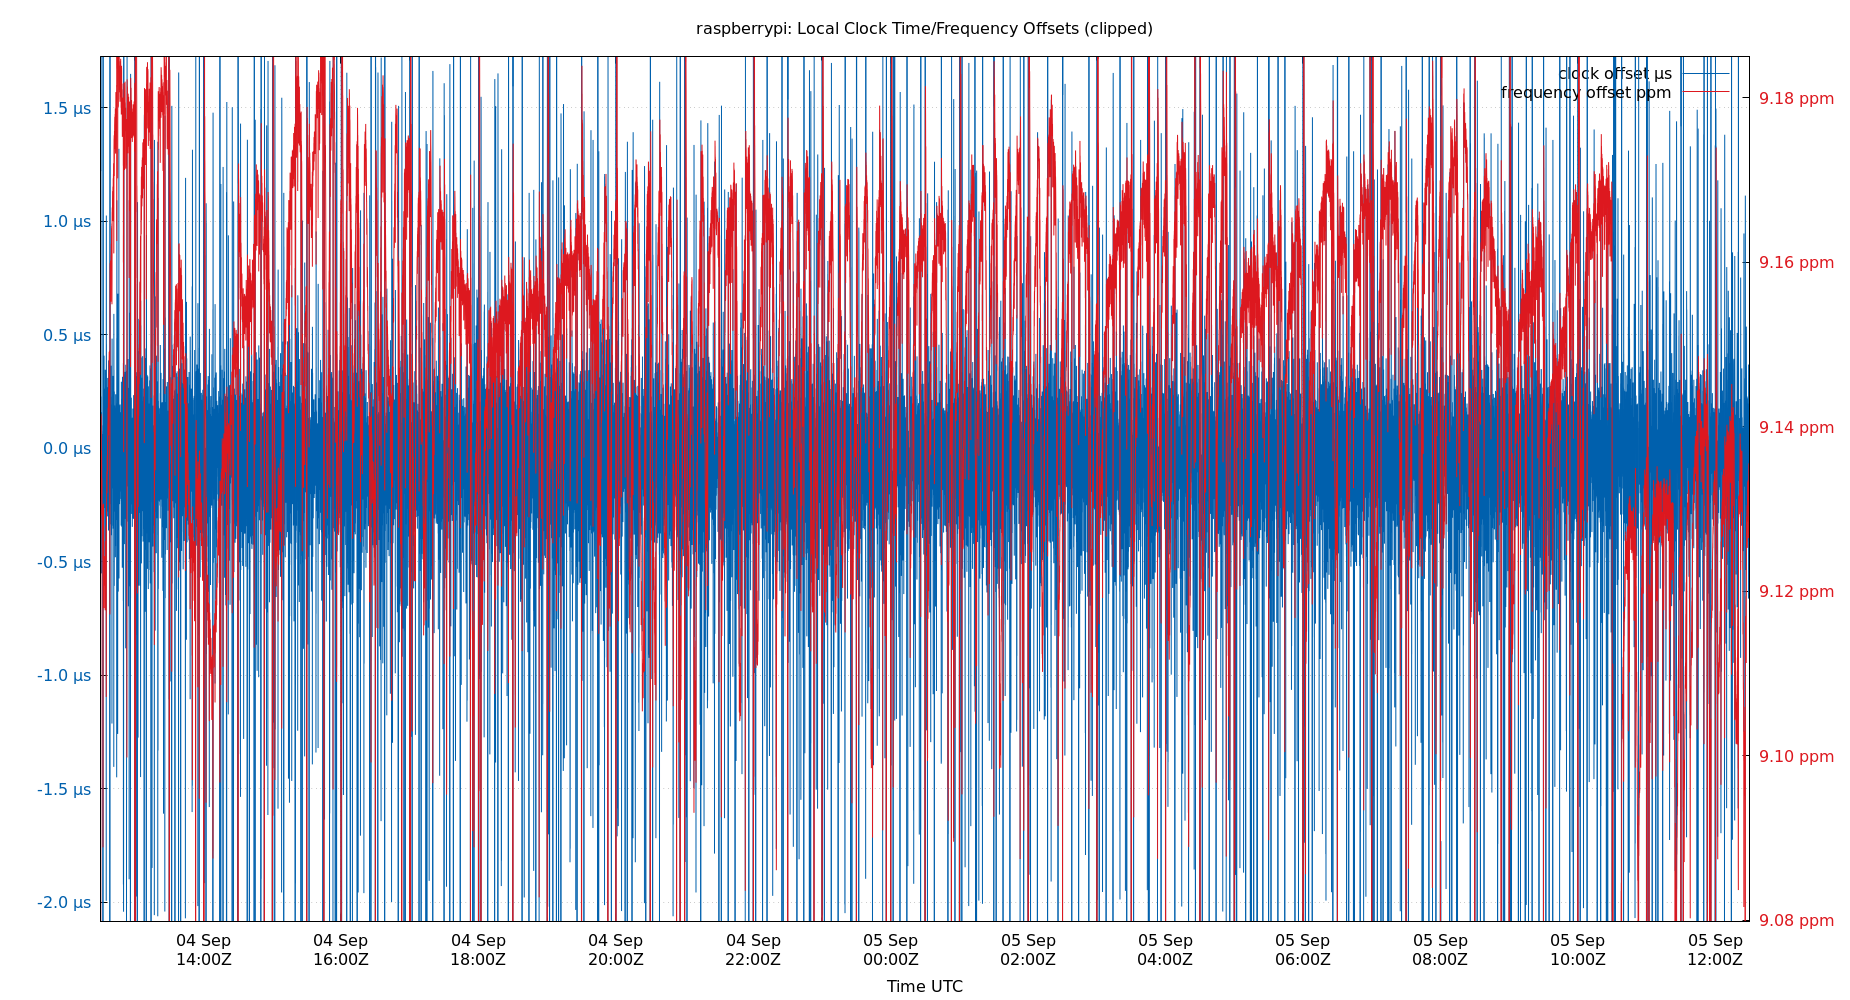 raspberrypi: Local Clock Time/Frequency Offsets (clipped)
clock offset µs
frequency offset ppm
1.5 µs
1.0 µs
0.5 µs
0.0 µs
-0.5 µs
-1.0 µs
-1.5 µs
-2.0 µs
9.18 ppm
9.16 ppm
9.14 ppm
9.12 ppm
9.10 ppm
9.08 ppm
04 Sep
14:00Z
04 Sep
16:00Z
04 Sep
18:00Z
04 Sep
20:00Z
04 Sep
22:00Z
05 Sep
00:00Z
05 Sep
02:00Z
05 Sep
04:00Z
05 Sep
06:00Z
05 Sep
08:00Z
05 Sep
10:00Z
05 Sep
12:00Z
Time UTC